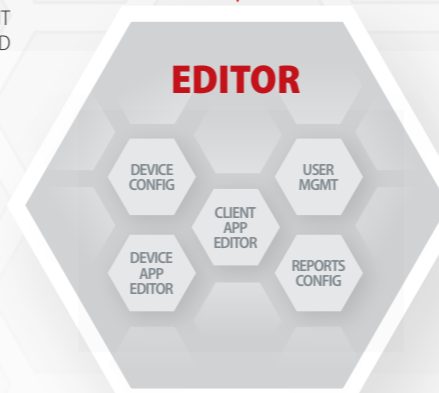 EDITOR
DEVICE
CONFIG
USER
MGMT
CLIENT
APP
EDITOR
DEVICE
APP
EDITOR
REPORTS
CONFIG